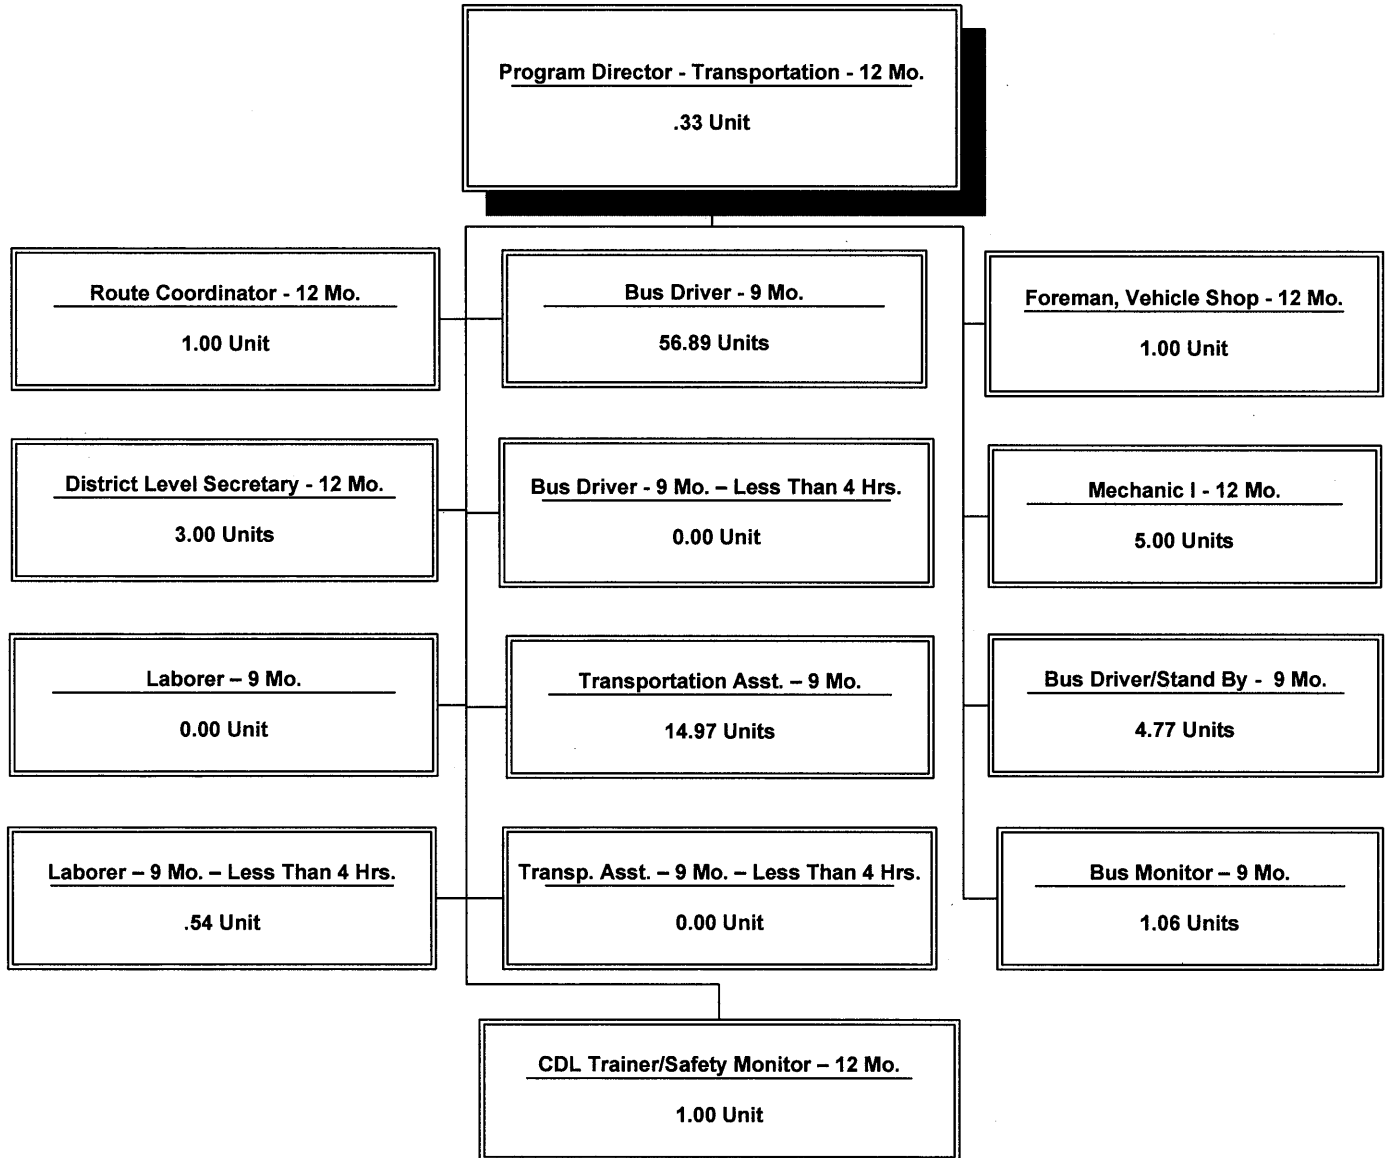 Program Director - Transportation - 12 Mo.
.33 Unit
Route Coordinator - 12 Mo.
1.00 Unit
Bus Driver - 9 Mo.
56.89 Units
Foreman, Vehicle Shop - 12 Mo.
1.00 Unit
District Level Secretary - 12 Mo.
3.00 Units
Bus Driver - 9 Mo. – Less Than 4 Hrs.
0.00 Unit
Mechanic I - 12 Mo.
5.00 Units
Laborer – 9 Mo.
0.00 Unit
Transportation Asst. – 9 Mo.
14.97 Units
Bus Driver/Stand By - 9 Mo.
4.77 Units
Laborer – 9 Mo. – Less Than 4 Hrs.
.54 Unit
Transp. Asst. – 9 Mo. – Less Than 4 Hrs.
0.00 Unit
Bus Monitor – 9 Mo.
1.06 Units
CDL Trainer/Safety Monitor – 12 Mo.
1.00 Unit